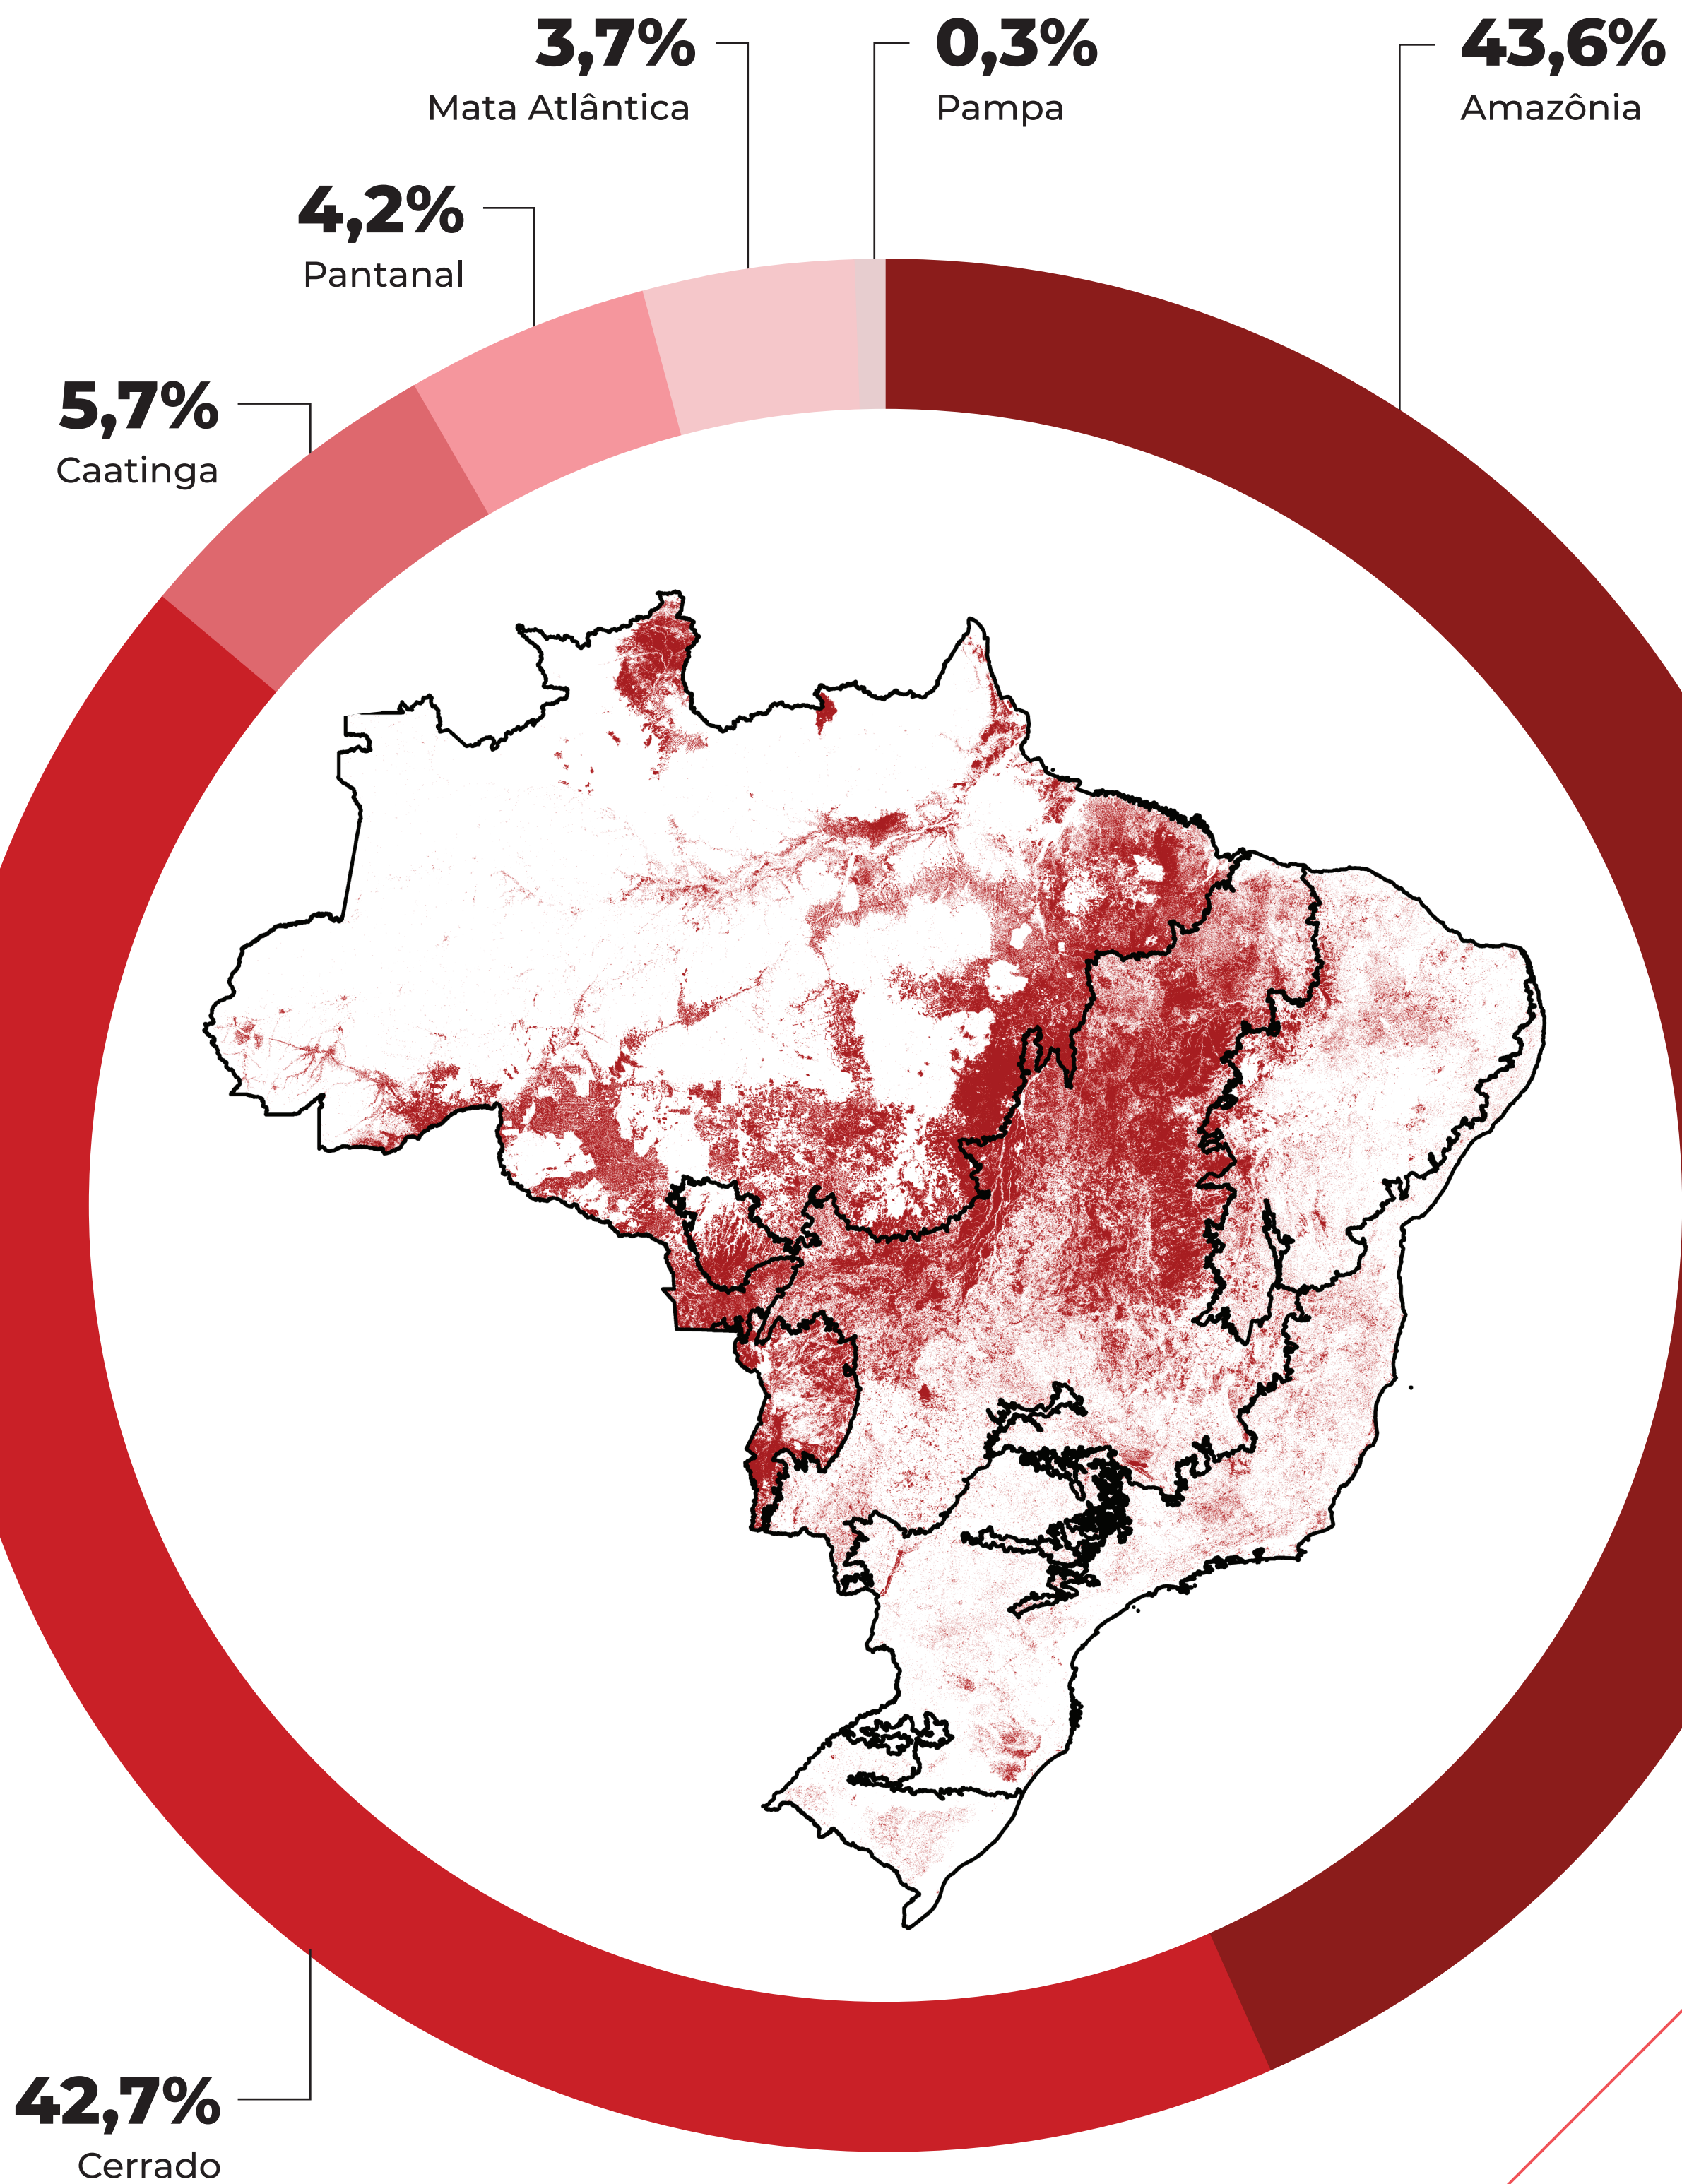 3,7%
Mata Atlântica
0,3%
Pampa
43,6%
Amazônia
4,2%
Pantanal
5,7%
Caatinga
42,7%
Cerrado